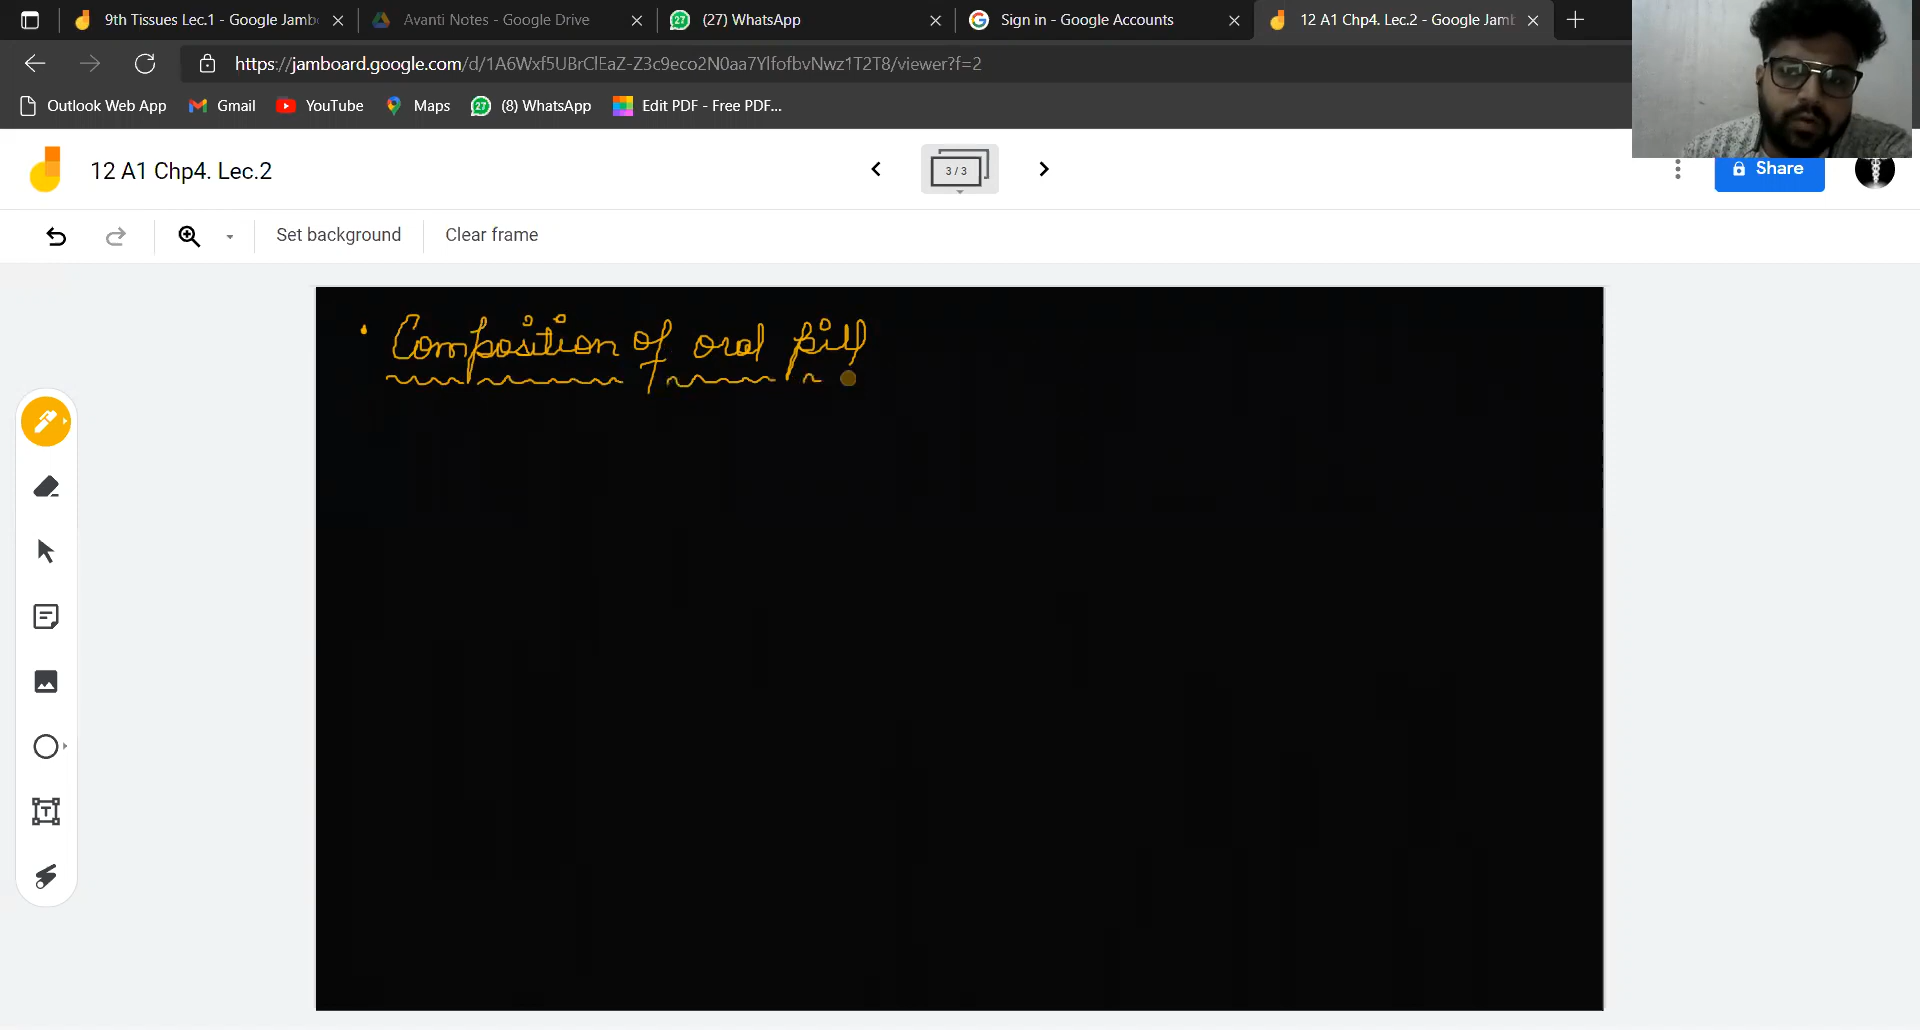 9th Tissues Lec.1 - Google Jamb
Avanti Notes - Google Drive
(27) WhatsApp
Sign in - Google Accounts
12 A1 Chp4. Lec.2 - Google Jamb
https://jamboard.google.com/d/1A6Wxf5UBrClEaZ-Z3c9eco2N0aa7YlfofbvNwz1T2T8/viewer?f=2
Outlook Web App
Gmail
YouTube
Maps
27
(8) WhatsApp
Edit PDF - Free PDF...
12 A1 Chp4. Lec.2
3 / 3
Share
Set background
Clear frame
Composition of oral pill